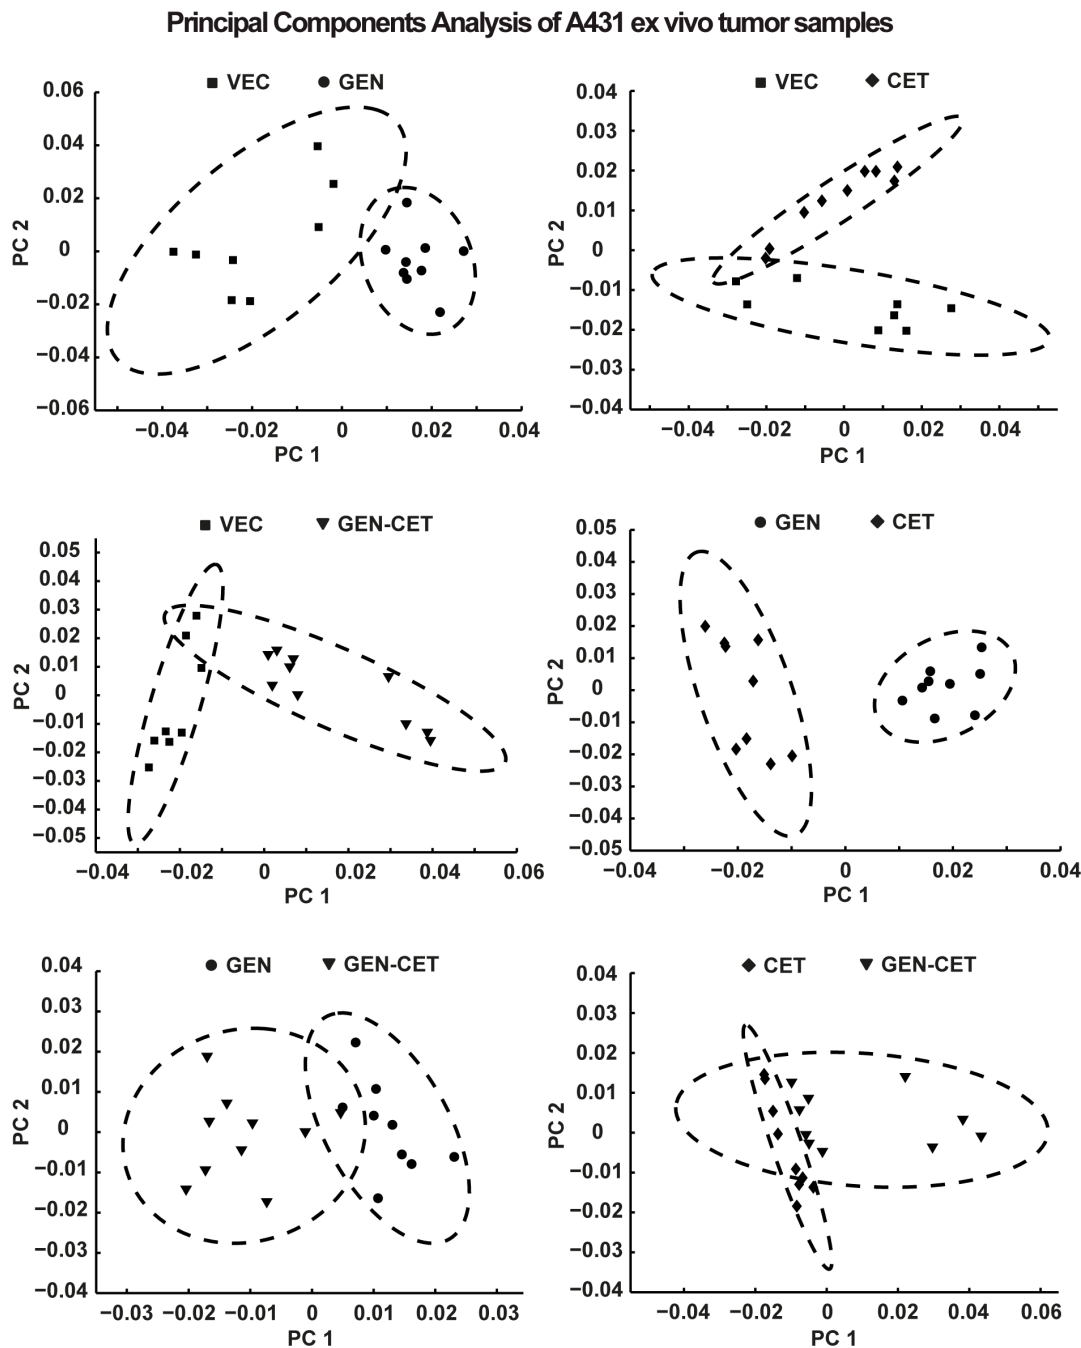 Principal Components Analysis of A431 ex vivo tumor samples
VEC GEN
0.06
0.04
0.02
0
−0.02
−0.04
−0.06
PC 2
−0.04 −0.02 0 0.02 0.04
PC 1
VEC CET
0.04
0.03
0.02
0.01
0
−0.01
−0.02
−0.03
−0.04
PC 2
−0.04 −0.02 0 0.02 0.04
PC 1
VEC GEN-CET
0.05
0.04
0.03
0.02
0.01
0
−0.01
−0.02
−0.03
−0.04
−0.05
PC 2
−0.04 −0.02 0 0.02 0.04 0.06
PC 1
GEN CET
0.05
0.04
0.03
0.02
0.01
0
−0.01
−0.02
−0.03
−0.04
−0.05
PC 2
−0.04 −0.02 0 0.02 0.04
PC 1
GEN GEN-CET
0.04
0.03
0.02
0.01
0
−0.01
−0.02
−0.03
−0.04
PC 2
−0.03 −0.02 −0.01 0 0.01 0.02 0.03
PC 1
CET GEN-CET
0.04
0.03
0.02
0.01
0
−0.01
−0.02
−0.03
−0.04
PC 2
−0.04 −0.02 0 0.02 0.04 0.06
PC 1